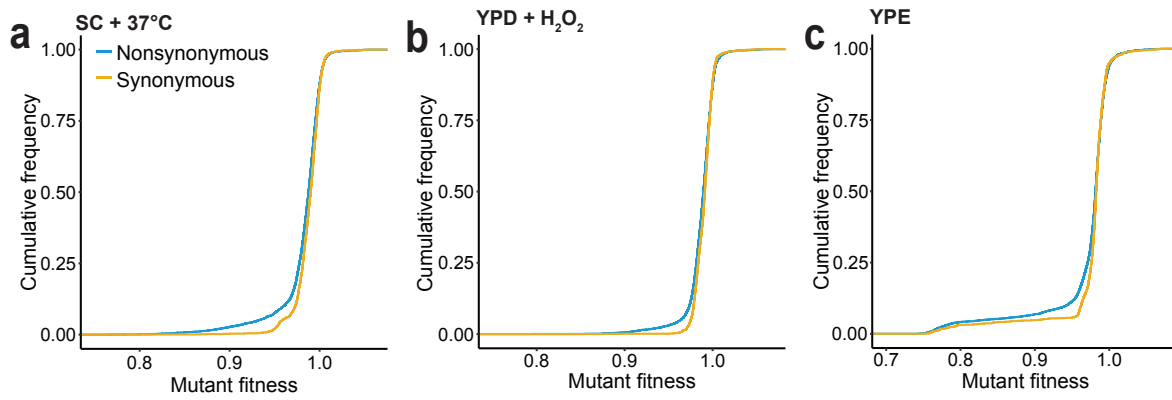 a
SC + 37°C
Nonsynonymous
Synonymous
Cumulative frequency
1.00
0.75
0.50
0.25
0.00
0.8
0.9
1.0
Mutant fitness
b
YPD + H₂O₂
Cumulative frequency
1.00
0.75
0.50
0.25
0.00
0.8
0.9
1.0
Mutant fitness
c
YPE
Cumulative frequency
1.00
0.75
0.50
0.25
0.00
0.7
0.8
0.9
1.0
Mutant fitness